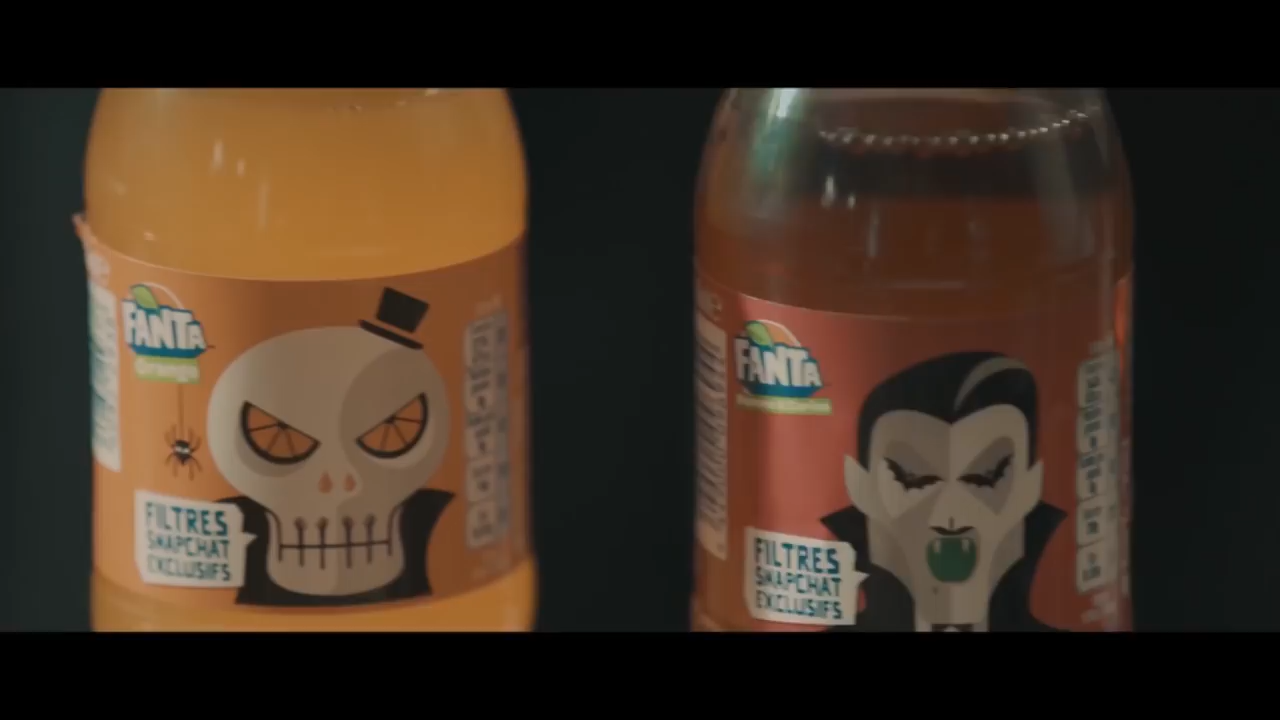 FANTA
Orange
FILTRES
SNAPCHAT
EXCLUSIFS
FANTA
FILTRES
SNAPCHAT
EXCLUSIFS